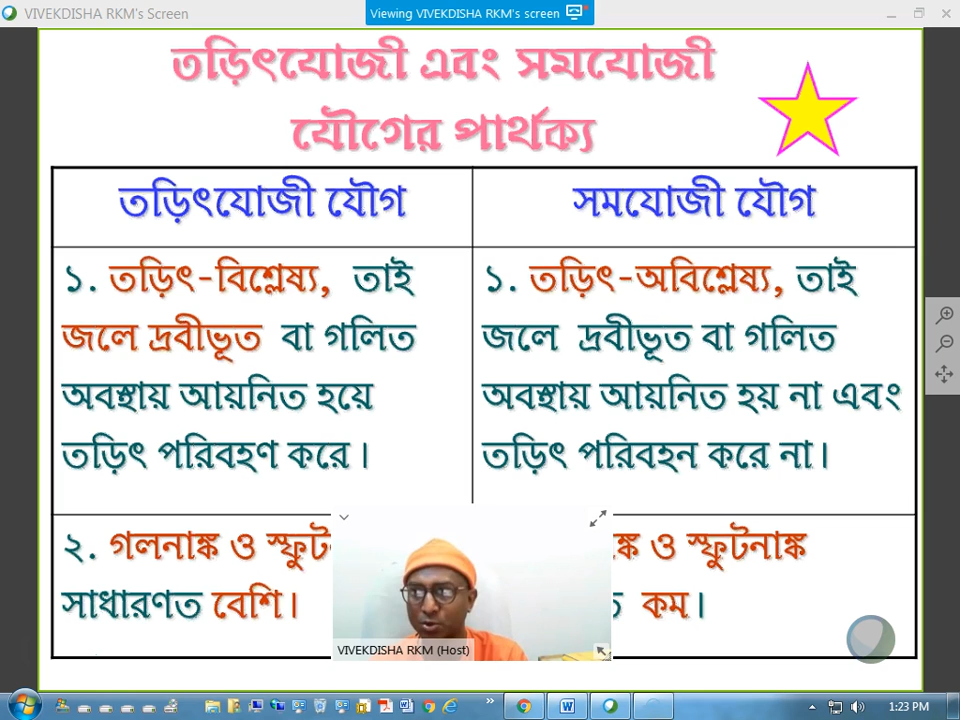 VIVEKDISHA RKM's Screen
Viewing VIVEKDISHA RKM's screen
তড়িৎযোজী এবং সমযোজী
যৌগের পার্থক্য
তড়িৎযোজী যৌগ
সমযোজী যৌগ
১. তড়িৎ-বিশ্লেষ্য, তাই
জলে দ্রবীভূত বা গলিত
অবস্থায় আয়নিত হয়ে
তড়িৎ পরিবহণ করে।
১. তড়িৎ-অবিশ্লেষ্য, তাই
জলে দ্রবীভূত বা গলিত
অবস্থায় আয়নিত হয় না এবং
তড়িৎ পরিবহন করে না।
২. গলনাঙ্ক ও
সাধারণত বেশি।
ও স্ফুটনাঙ্ক
কম।
VIVEKDISHA RKM (Host)
1:23 PM